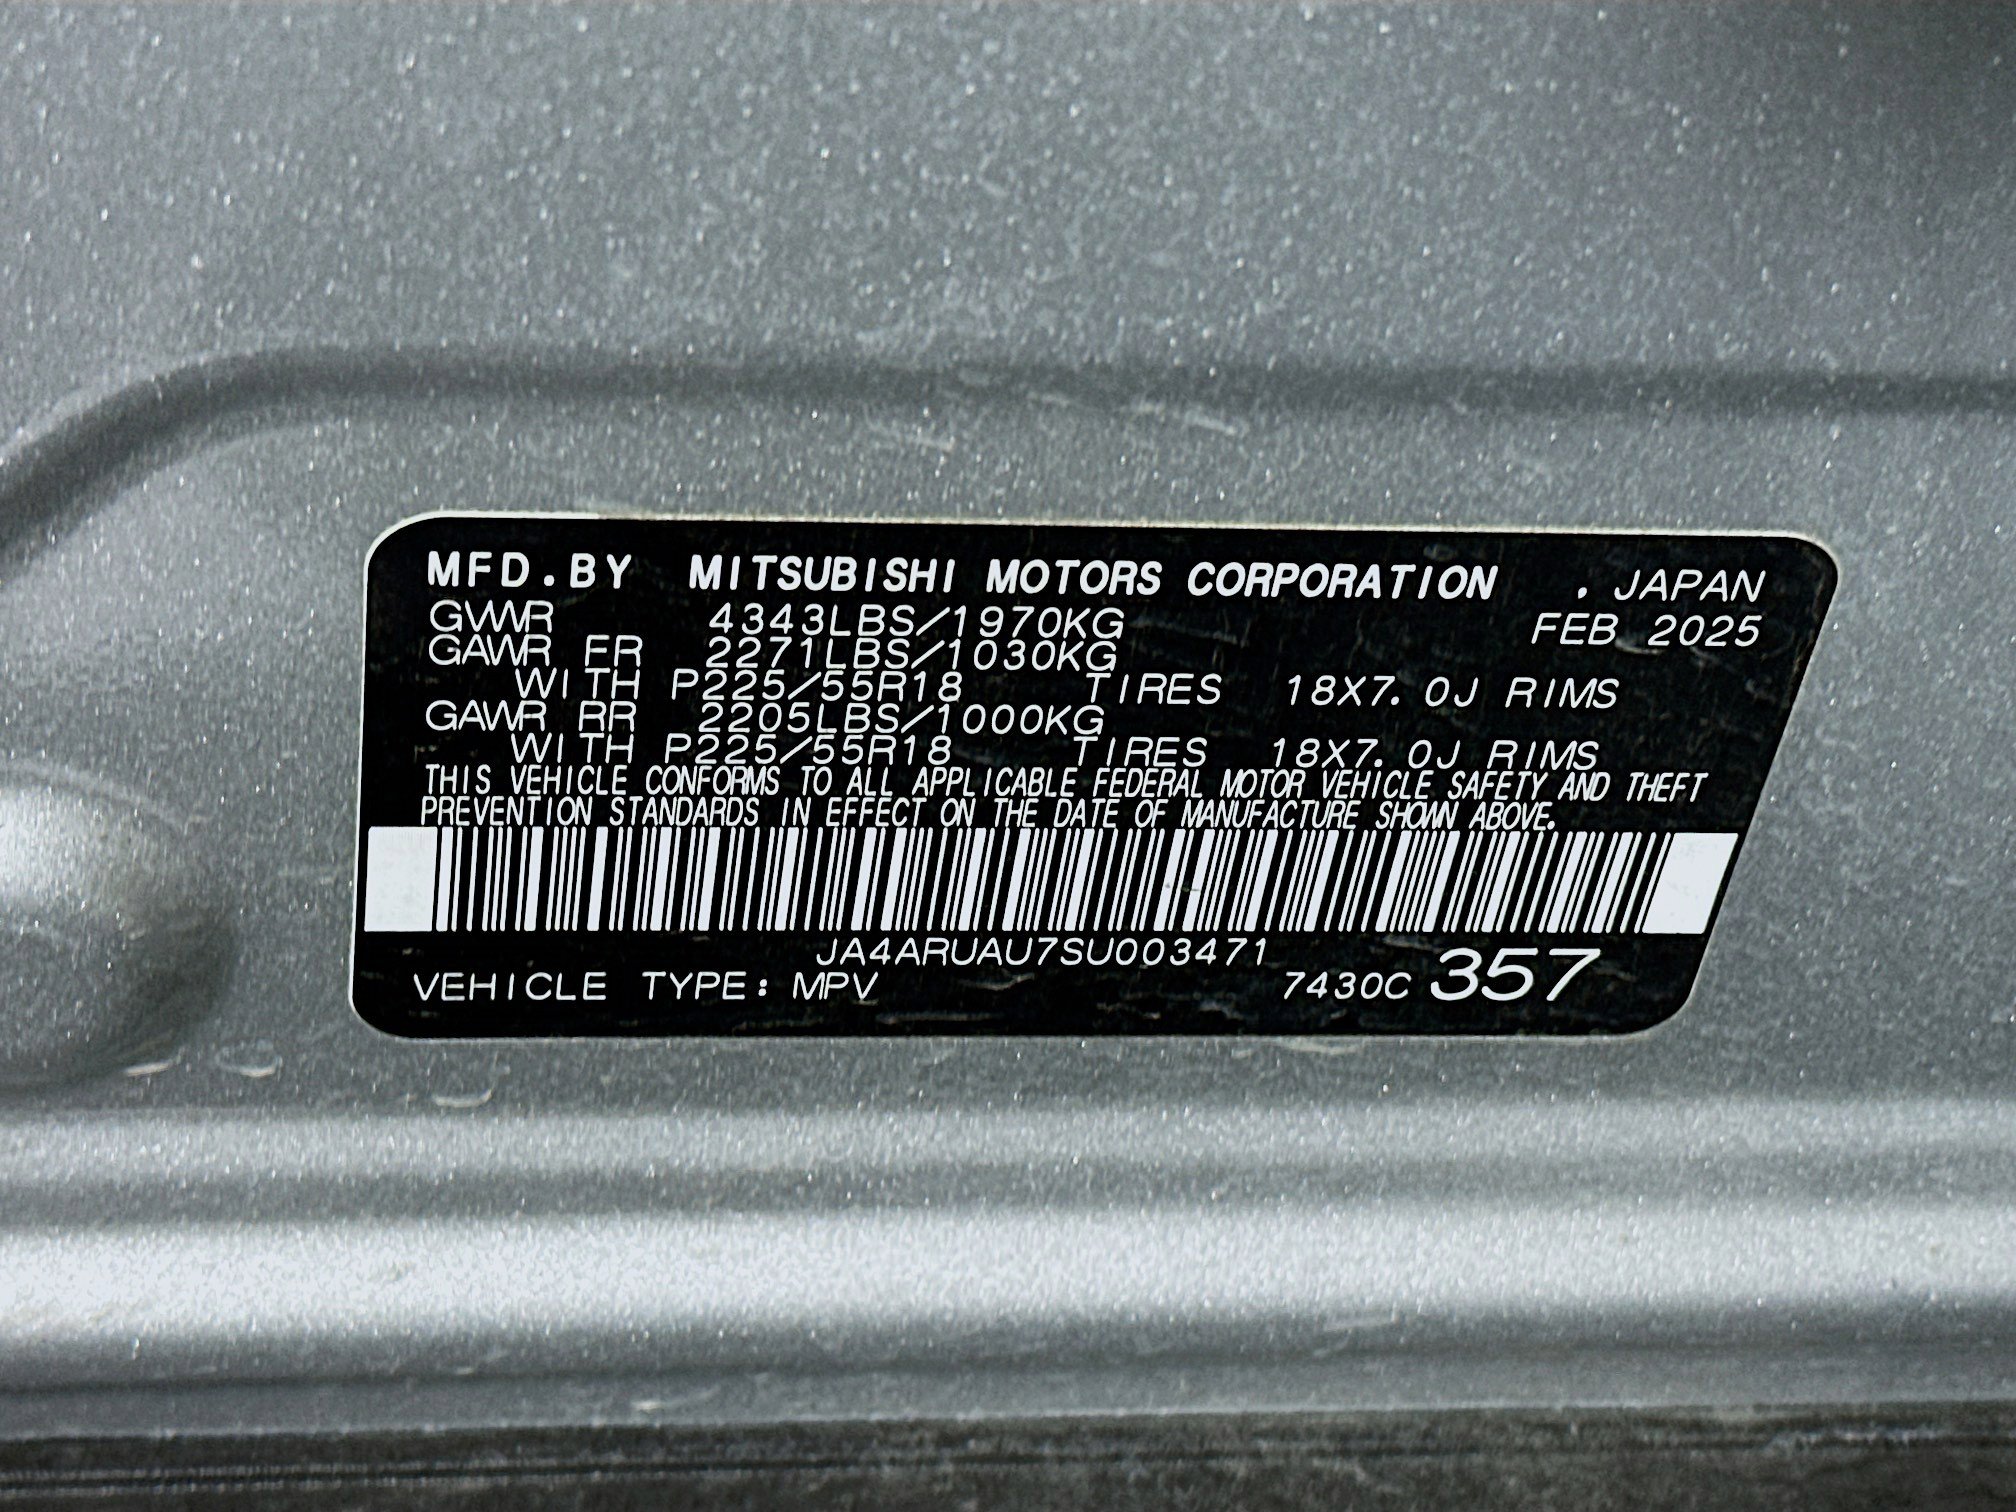 MFD.BY MITSUBISHI MOTORS CORPORATION . JAPAN
GVWR 4343LBS/1970KG FEB 2025
GAWR FR 2271LBS/1030KG
WITH P225/55R18 TIRES 18X7.0J RIMS
GAWR RR 2205LBS/1000KG
WITH P225/55R18 TIRES 18X7.0J RIMS
THIS VEHICLE CONFORMS TO ALL APPLICABLE FEDERAL MOTOR VEHICLE SAFETY AND THEFT
PREVENTION STANDARDS IN EFFECT ON THE DATE OF MANUFACTURE SHOWN ABOVE.
JA4ARUAU7SU003471
VEHICLE TYPE: MPV 7430C 357